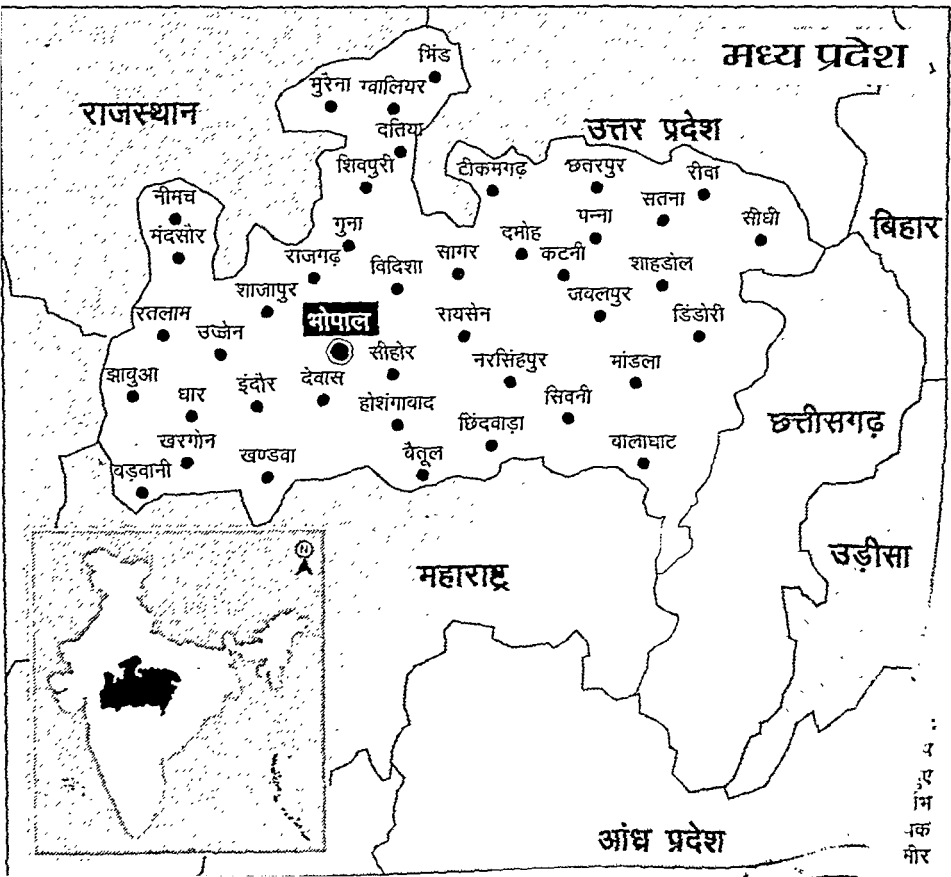 मध्य प्रदेश
भिंड
मुरैना ग्वालियर
राजस्थान
दतिया
उत्तर प्रदेश
शिवपुरी
टीकमगढ़ छतरपुर रीवा
नीमच
सतना
गुना
पन्ना
सीधी
बिहार
मंदसौर
दमोह
राजगढ़ सागर कटनी
विदिशा
शाहडोल
शाजापुर
जवलपुर
रतलाम
भोपाल
रायसेन
डिंडोरी
उज्जैन
सीहोर
नरसिंहपुर
मांडला
झावुआ
इंदौर
देवास
धार
होशंगावाद
सिवनी
छिंदवाड़ा
छत्तीसगढ़
खरगोन
वालाघाट
खण्डवा
वैतूल
वड़वानी
N
उड़ीसा
महाराष्ट्र
ए
भि
मीर
आंध्र प्रदेश